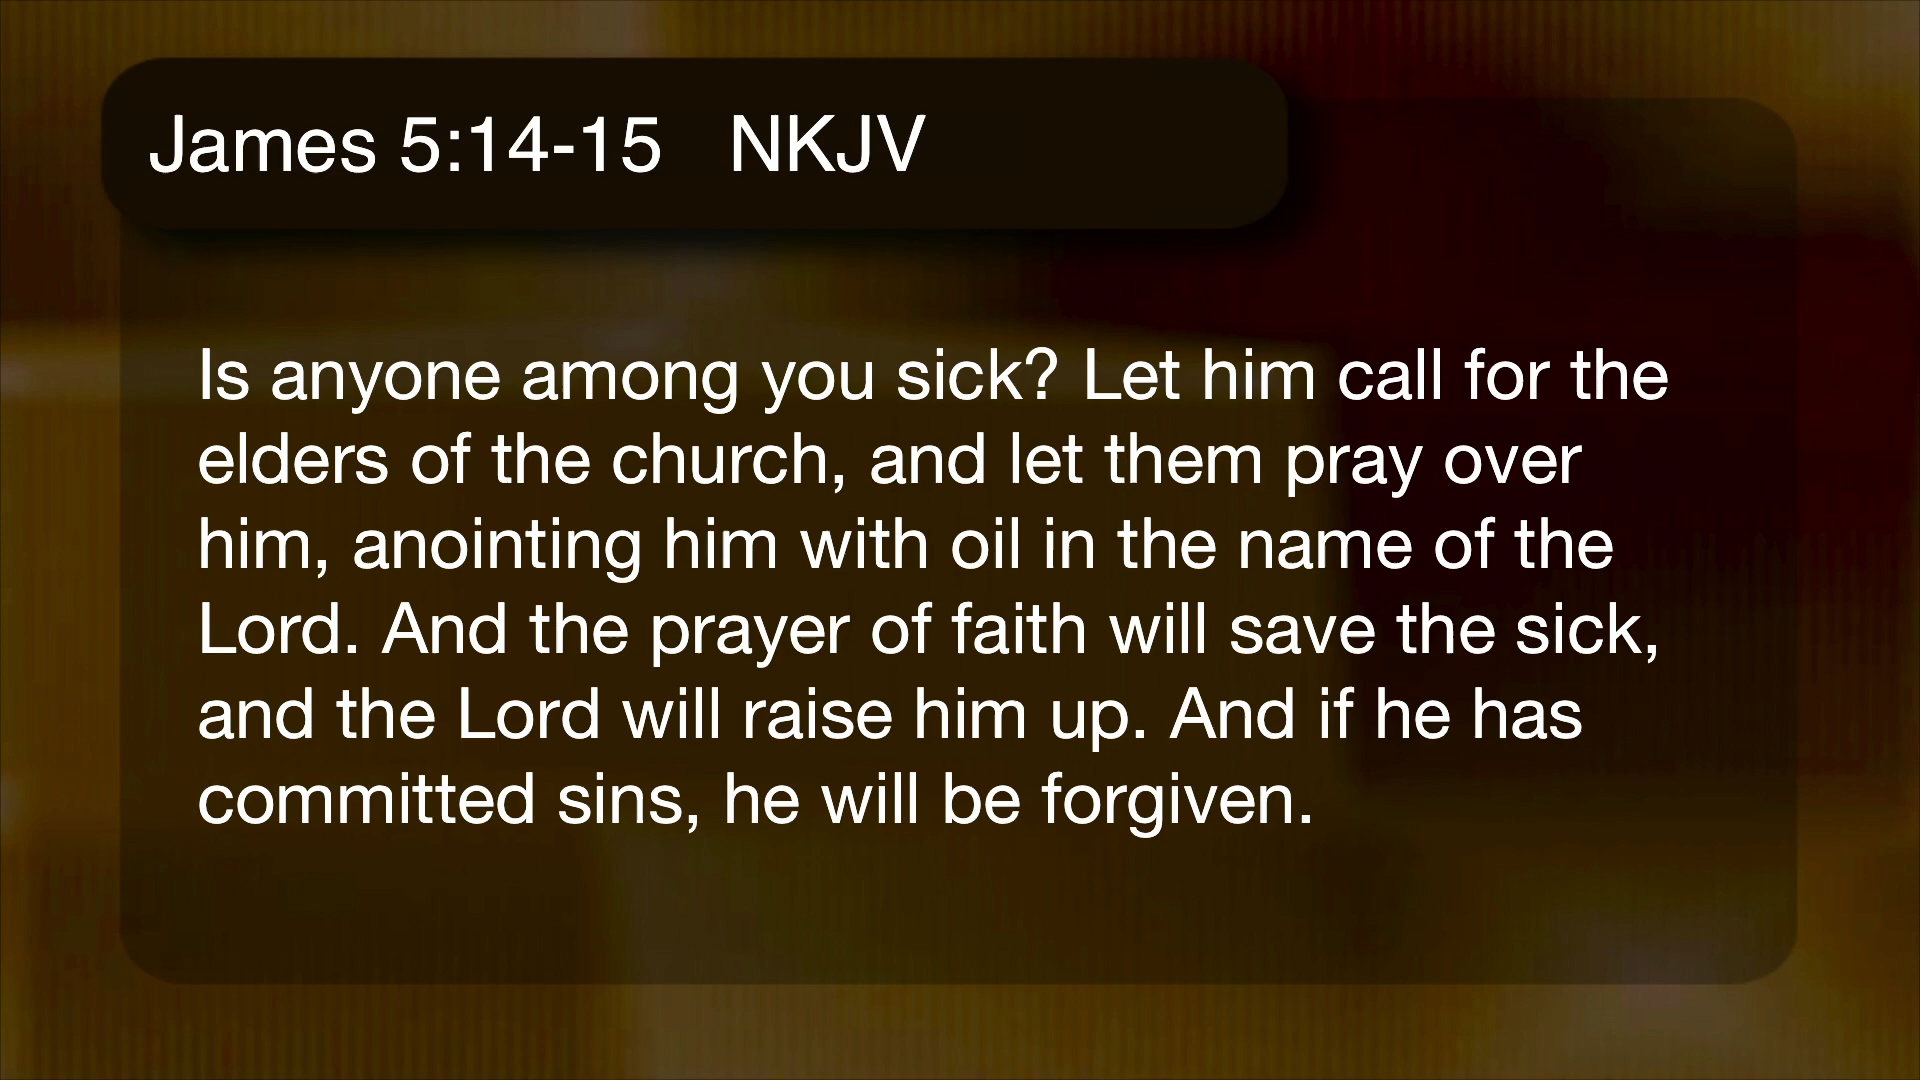 James 5:14-15 NKJV
Is anyone among you sick? Let him call for the
elders of the church, and let them pray over
him, anointing him with oil in the name of the
Lord. And the prayer of faith will save the sick,
and the Lord will raise him up. And if he has
committed sins, he will be forgiven.